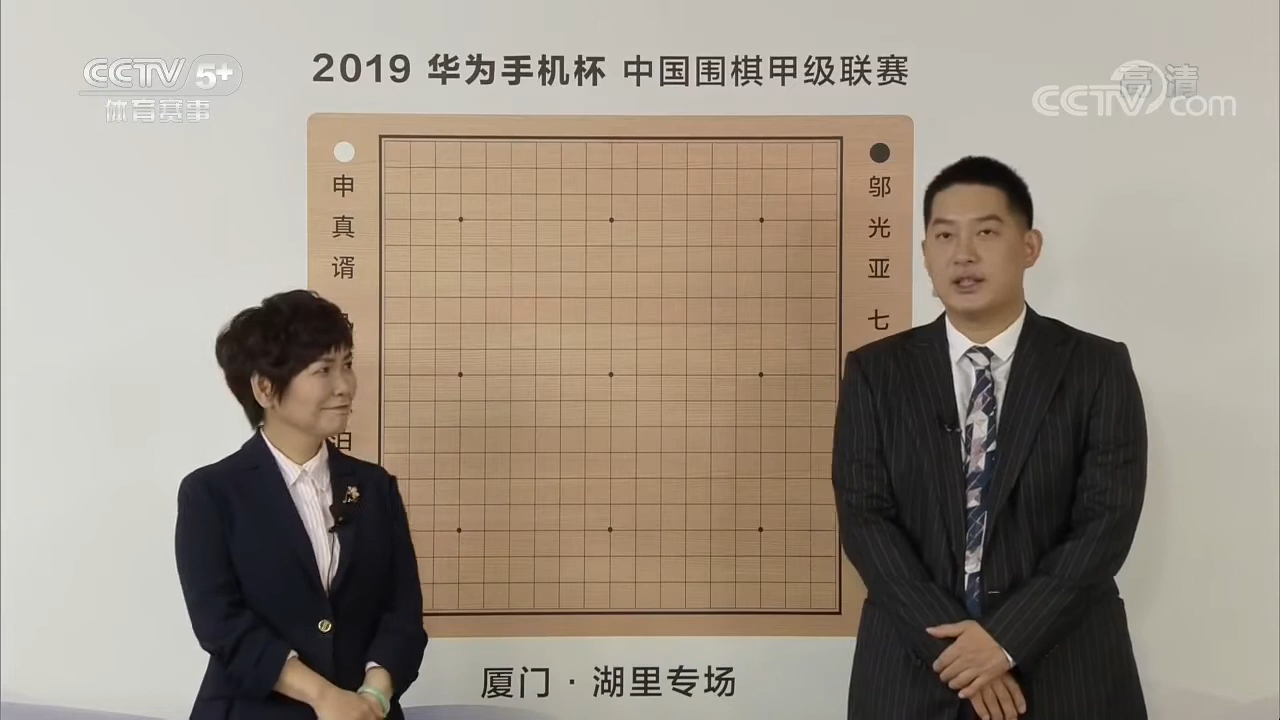 CCTV 5+
体育赛事
2019 华为手机杯 中国围棋甲级联赛
高清
CCTV.com
申真谞
邬光亚 七
厦门·湖里专场